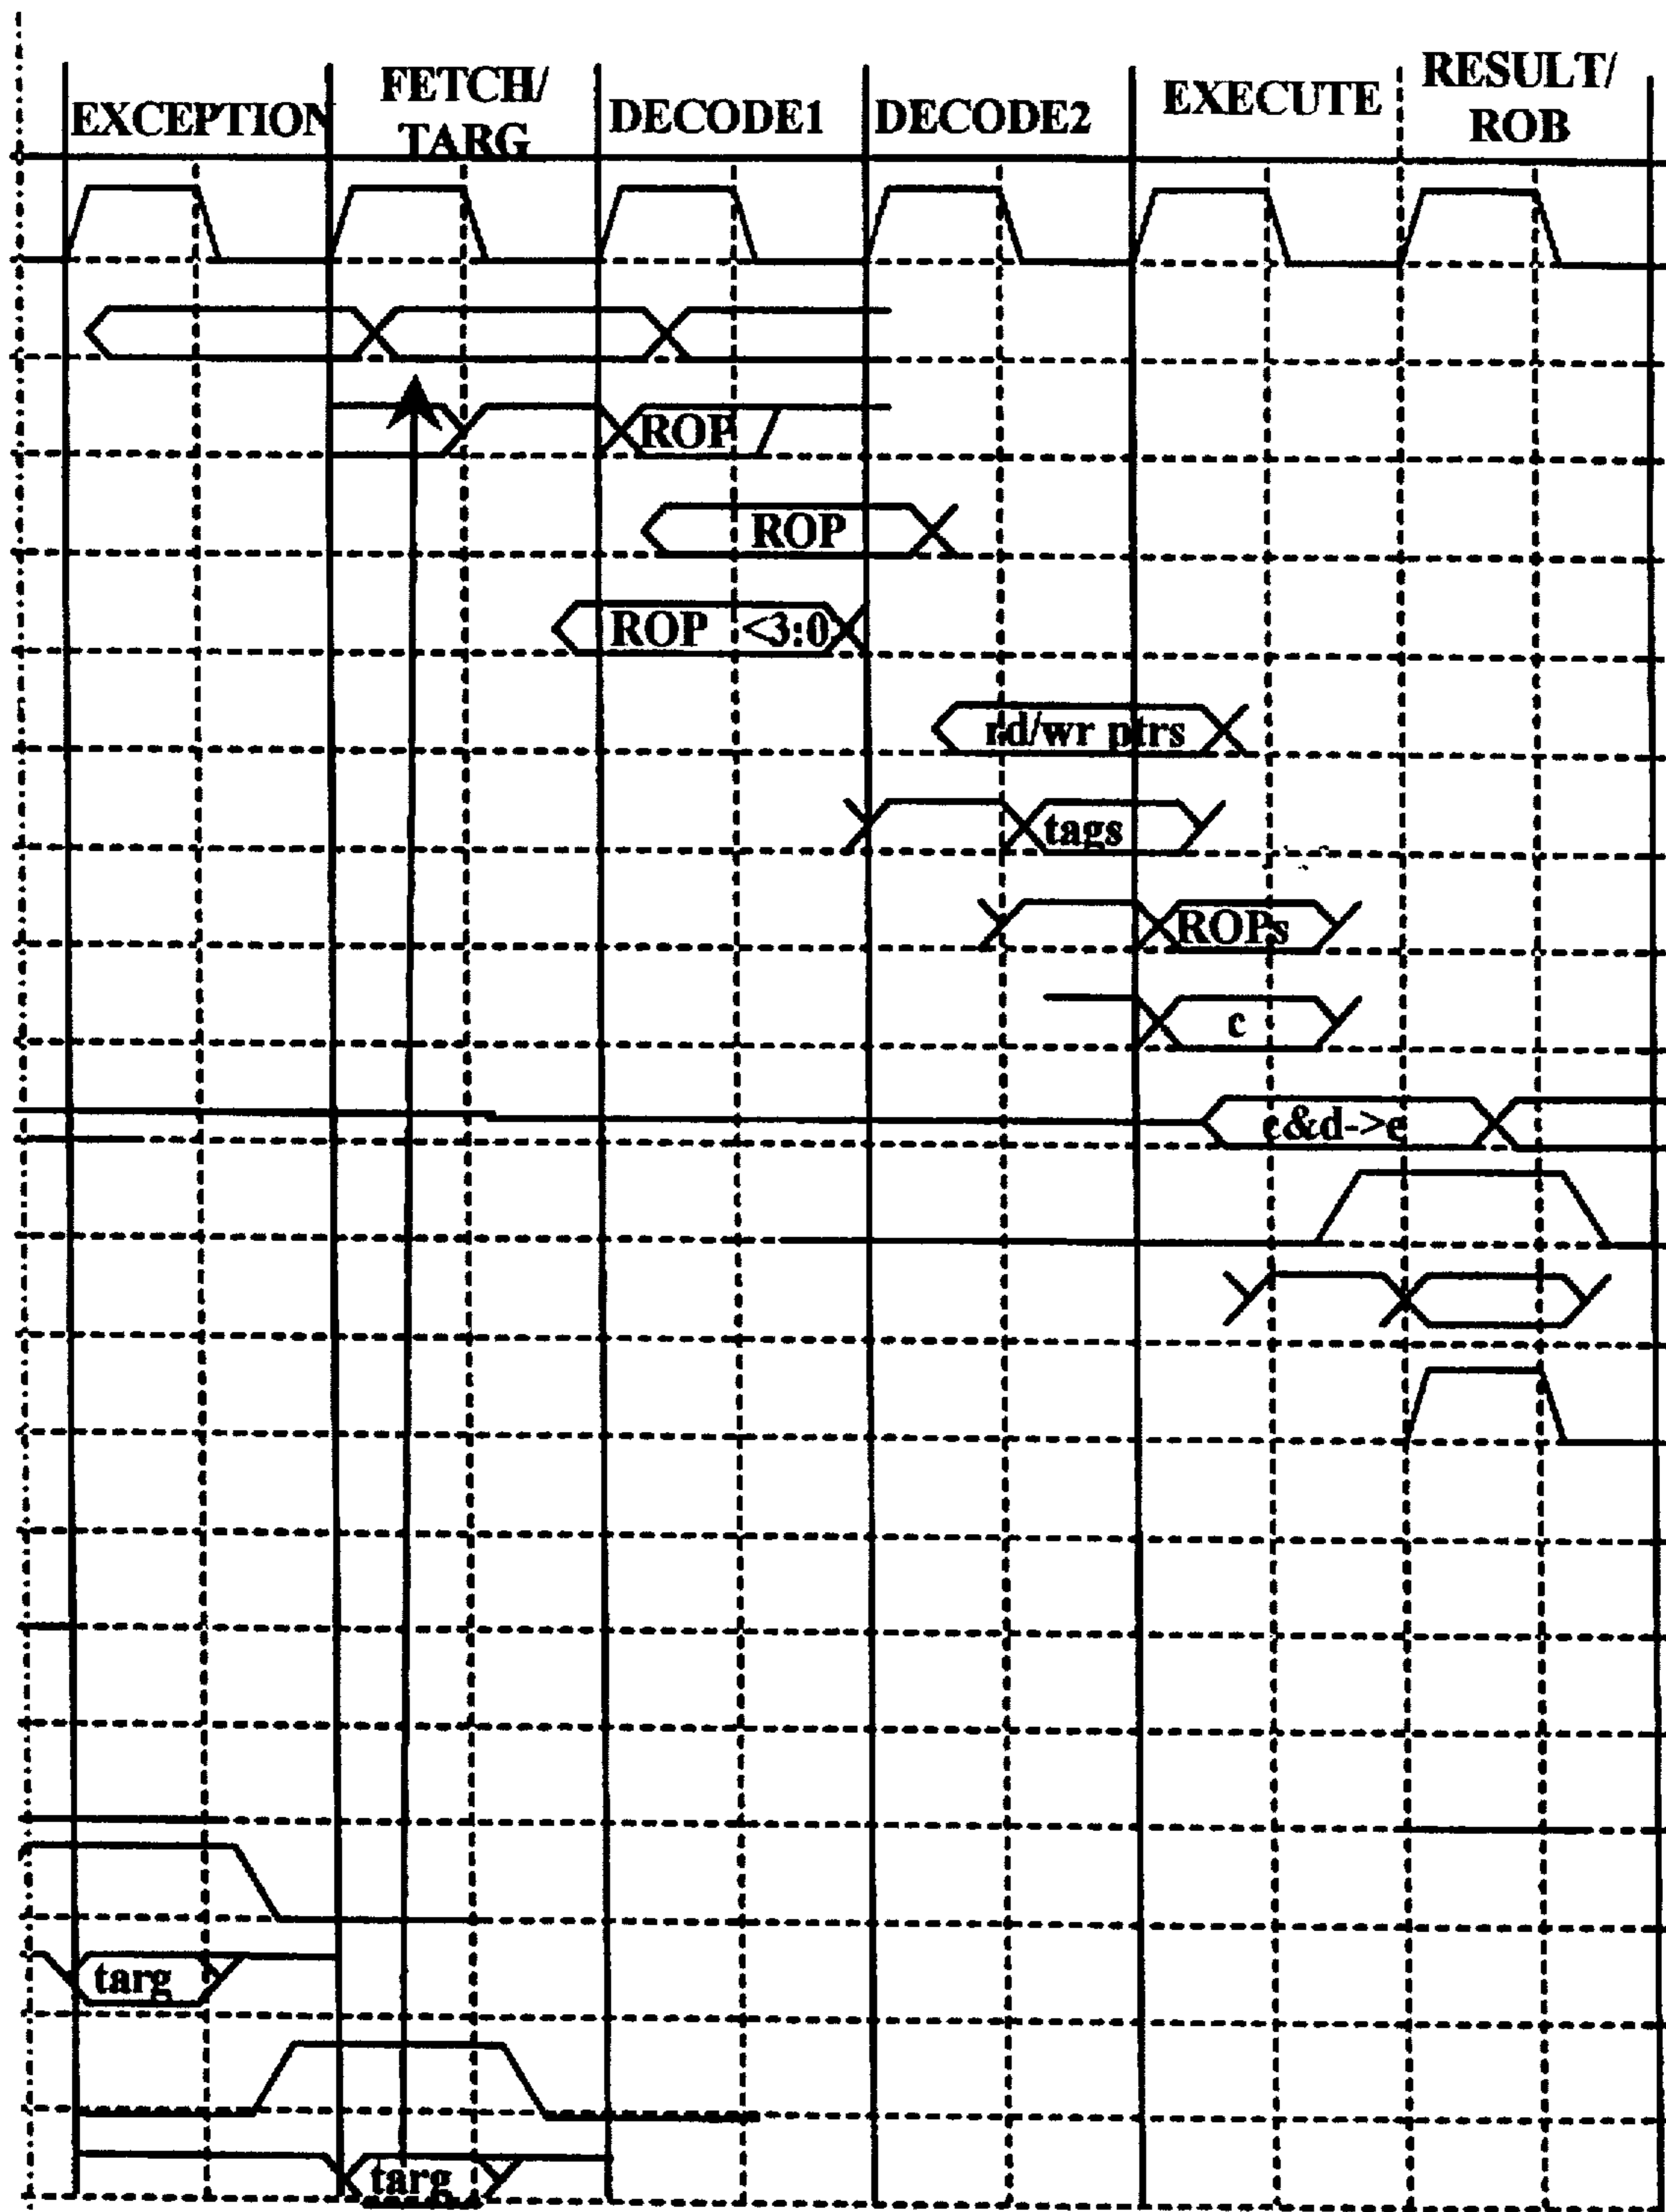 EXCEPTION
FETCH/
TARG
DECODE1
DECODE2
EXECUTE
RESULT/
ROB
ROP
ROP
ROP <3:0
rd/wr ptrs
tags
ROPs
c
c&d->e
targ
targ